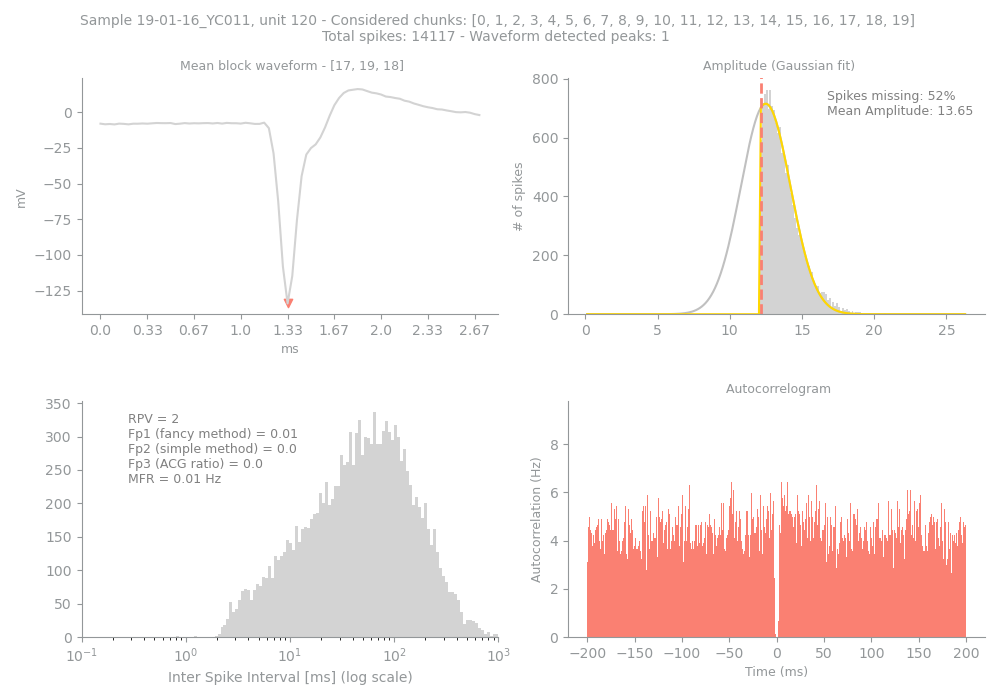 Sample 19-01-16_YC011, unit 120 - Considered chunks: [0, 1, 2, 3, 4, 5, 6, 7, 8, 9, 10, 11, 12, 13, 14, 15, 16, 17, 18, 19]
Total spikes: 14117 - Waveform detected peaks: 1
Mean block waveform - [17, 19, 18]
mV
0
−25
−50
−75
−100
−125
0.0 0.33 0.67 1.0 1.33 1.67 2.0 2.33 2.67
ms
Amplitude (Gaussian fit)
Spikes missing: 52%
Mean Amplitude: 13.65
# of spikes
800
600
400
200
0
0 5 10 15 20 25
RPV = 2
Fp1 (fancy method) = 0.01
Fp2 (simple method) = 0.0
Fp3 (ACG ratio) = 0.0
MFR = 0.01 Hz
350
300
250
200
150
100
50
0
10⁻¹ 10⁰ 10¹ 10² 10³
Inter Spike Interval [ms] (log scale)
Autocorrelogram
Autocorrelation (Hz)
8
6
4
2
0
−200 −150 −100 −50 0 50 100 150 200
Time (ms)